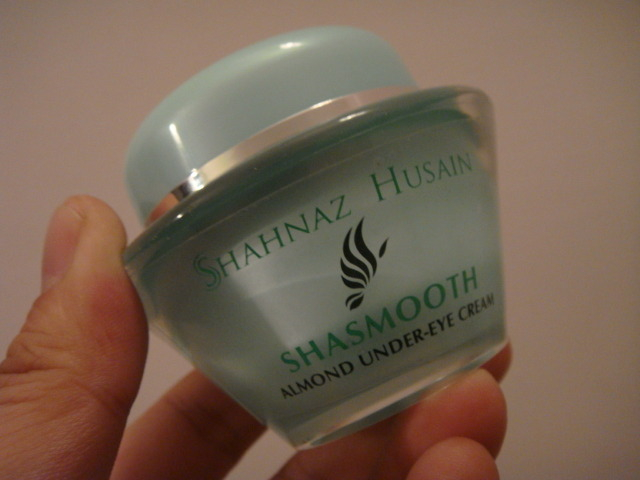 SHAHNAZ HUSAIN
SHASMOOTH
ALMOND UNDER-EYE CREAM